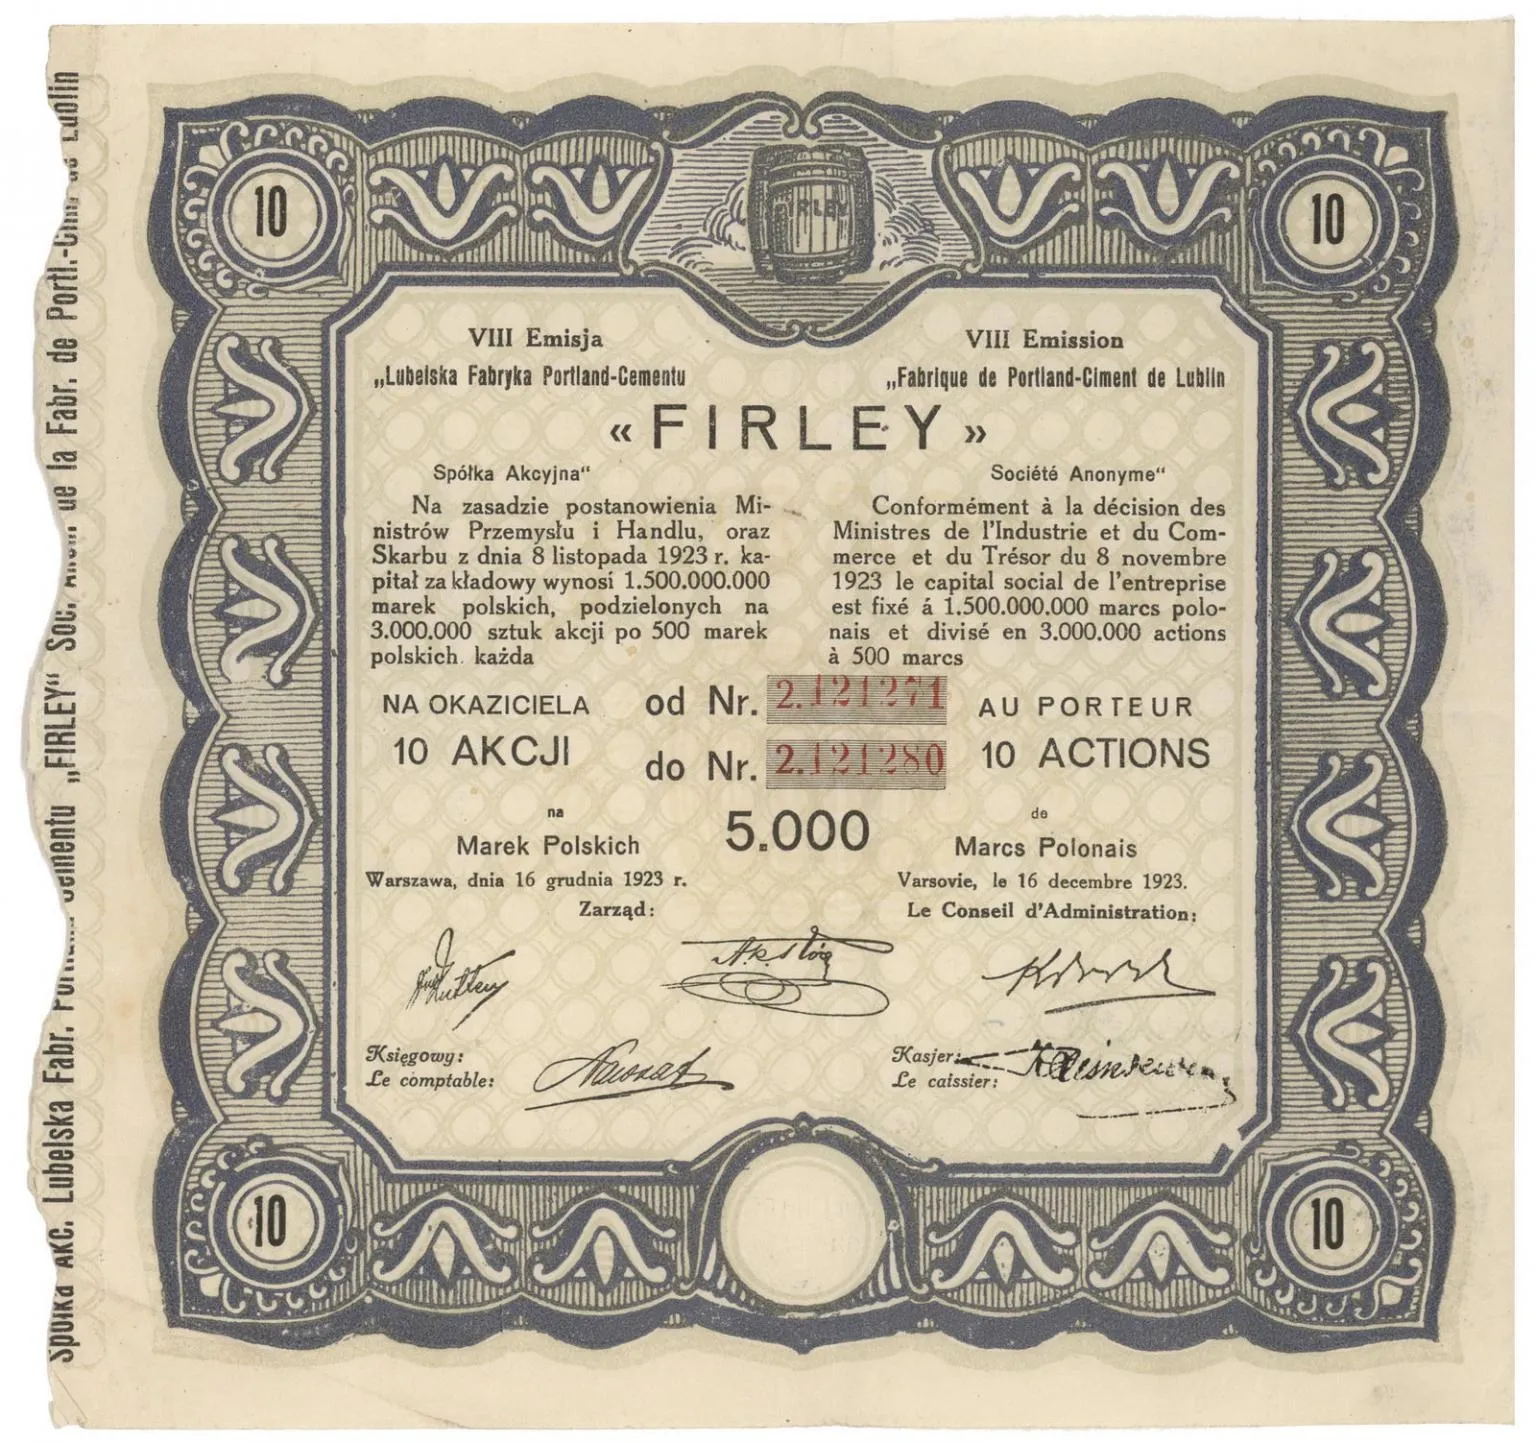 10
FIRLEY
10
VIII Emisja
„Lubelska Fabryka Portland-Cementu
VIII Emission
„Fabrique de Portland-Ciment de Lublin
« FIRLEY »
Spółka Akcyjna“
Société Anonyme“
Na zasadzie postanowienia Mi-
nistrów Przemysłu i Handlu, oraz
Skarbu z dnia 8 listopada 1923 r. ka-
pitał zakładowy wynosi 1.500.000.000
marek polskich, podzielonych na
3.000.000 sztuk akcji po 500 marek
polskich. każda
Conformément à la décision des
Ministres de l'Industrie et du Com-
merce et du Trésor du 8 novembre
1923 le capital social de l'entreprise
est fixé á 1.500.000.000 marcs polo-
nais et divisé en 3.000.000 actions
à 500 marcs
NA OKAZICIELA
10 AKCJI
od Nr. 2.121271
do Nr. 2.121280
AU PORTEUR
10 ACTIONS
na
Marek Polskich
5.000
de
Marcs Polonais
Warszawa, dnia 16 grudnia 1923 r.
Zarząd:
Varsovie, le 16 decembre 1923.
Le Conseil d'Administration:
Księgowy:
Le comptable:
Kasjer:
Le caissier:
10
10
Spółka Akc. Lubelska Fabr. Portland-Cementu „FIRLEY“ Soc. de la Fabr. de Portl.-Cim. de Lublin